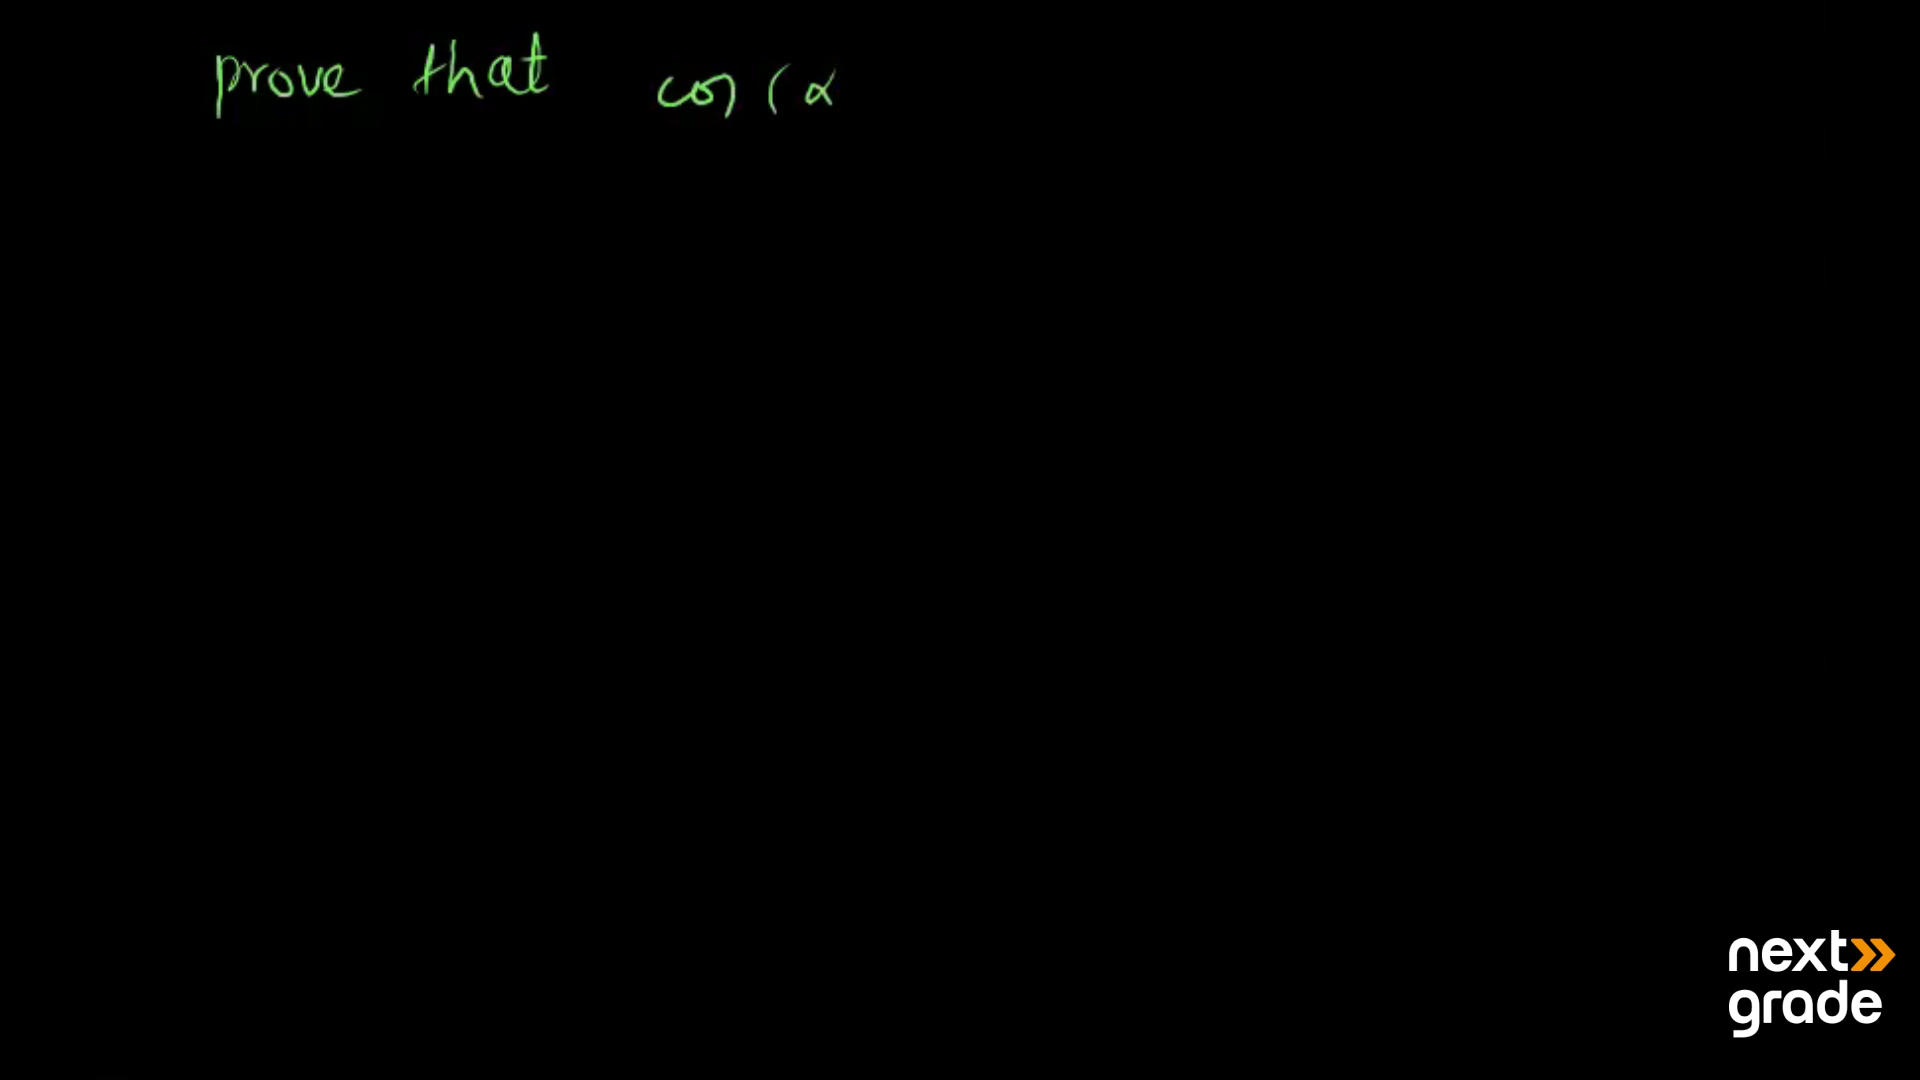 prove that cos (α
next
grade